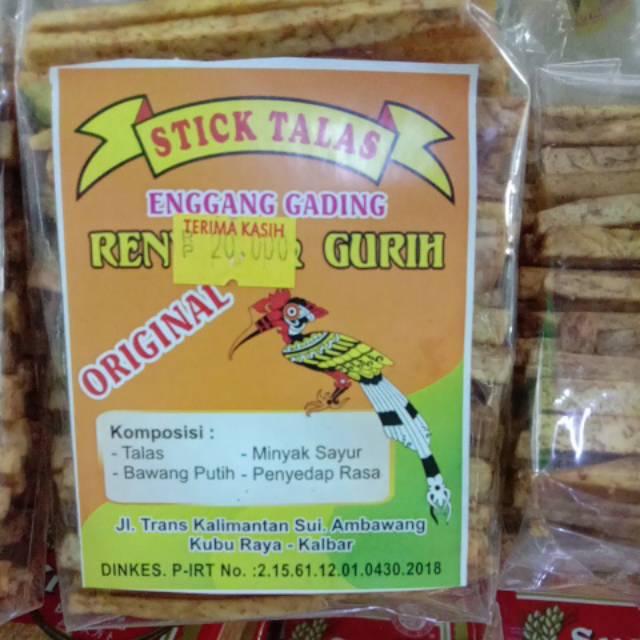 STICK TALAS
ENGGANG GADING
TERIMA KASIH
RP 20.000
GURIH
ORIGINAL
Komposisi :
- Talas - Minyak Sayur
- Bawang Putih - Penyedap Rasa
Jl. Trans Kalimantan Sui. Ambawang
Kubu Raya - Kalbar
DINKES. P-IRT No. :2.15.61.12.01.0430.2018